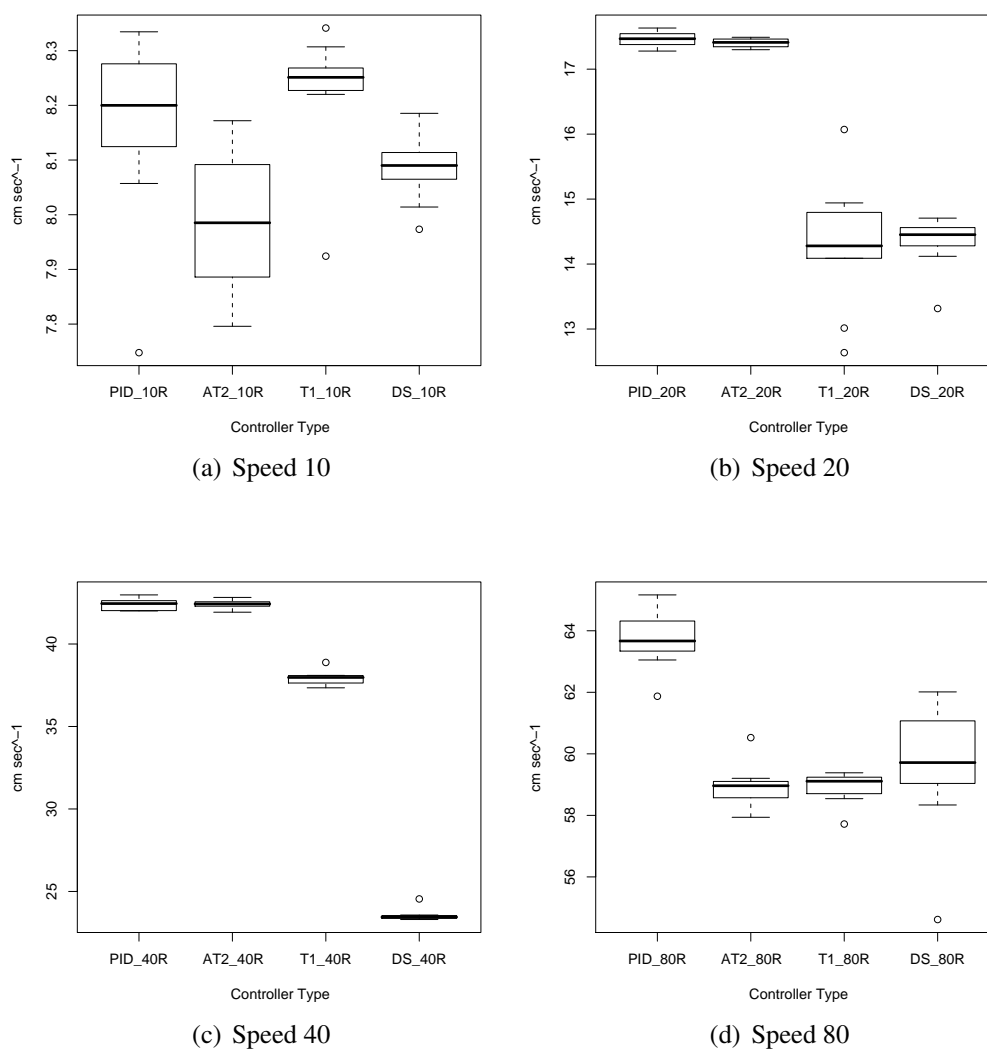 cm sec^−1
8.3
8.2
8.1
8.0
7.9
7.8
PID_10R AT2_10R T1_10R DS_10R
Controller Type
(a) Speed 10
cm sec^−1
17
16
15
14
13
PID_20R AT2_20R T1_20R DS_20R
Controller Type
(b) Speed 20
cm sec^−1
40
35
30
25
PID_40R AT2_40R T1_40R DS_40R
Controller Type
(c) Speed 40
cm sec^−1
64
62
60
58
56
PID_80R AT2_80R T1_80R DS_80R
Controller Type
(d) Speed 80